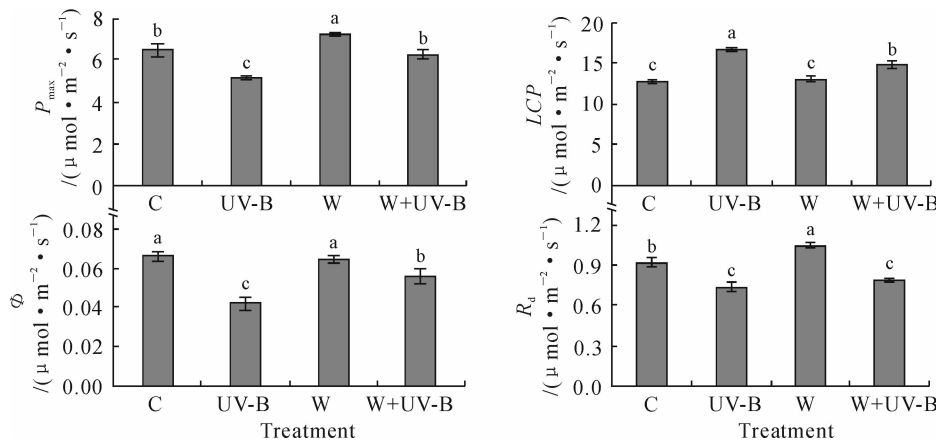 P_max /(μ mol • m⁻² • s⁻¹)
8
6
4
2
0
b
c
a
b
C UV-B W W+UV-B
LCP /(μ mol • m⁻² • s⁻¹)
20
15
10
5
0
c
a
c
b
C UV-B W W+UV-B
Φ /(μ mol • m⁻² • s⁻¹)
0.08
0.06
0.04
0.02
0.00
a
c
a
b
C UV-B W W+UV-B
Treatment
R_d /(μ mol • m⁻² • s⁻¹)
1.2
0.9
0.6
0.3
0.0
b
c
a
c
C UV-B W W+UV-B
Treatment